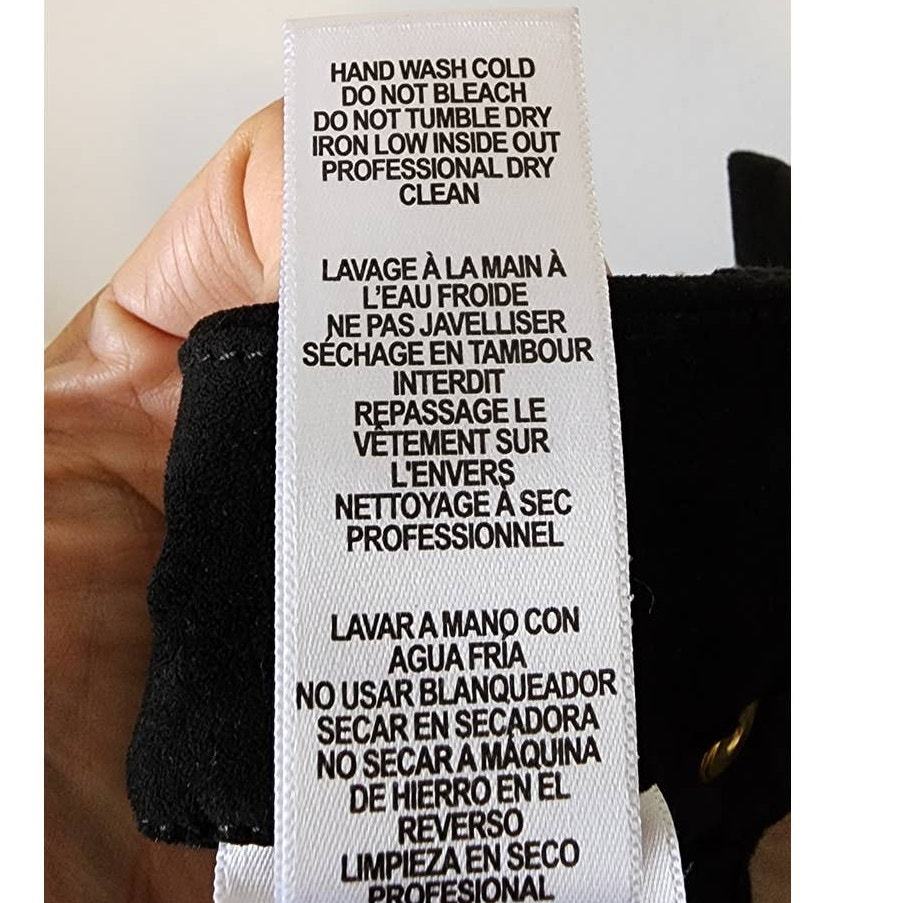 HAND WASH COLD
DO NOT BLEACH
DO NOT TUMBLE DRY
IRON LOW INSIDE OUT
PROFESSIONAL DRY
CLEAN
LAVAGE À LA MAIN À
L'EAU FROIDE
NE PAS JAVELLISER
SÉCHAGE EN TAMBOUR
INTERDIT
REPASSAGE LE
VÊTEMENT SUR
L'ENVERS
NETTOYAGE À SEC
PROFESSIONNEL
LAVAR A MANO CON
AGUA FRÍA
NO USAR BLANQUEADOR
SECAR EN SECADORA
NO SECAR A MÁQUINA
DE HIERRO EN EL
REVERSO
LIMPIEZA EN SECO
PROFESIONAL